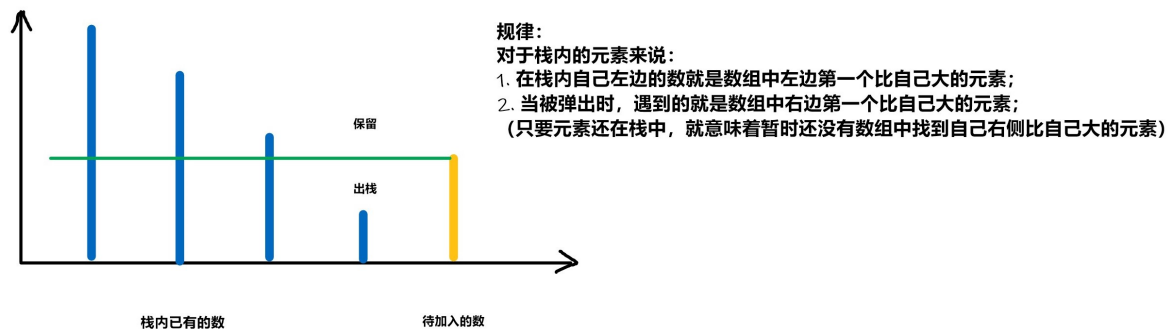 规律：
对于栈内的元素来说：
1. 在栈内自己左边的数就是数组中左边第一个比自己大的元素；
2. 当被弹出时，遇到的就是数组中右边第一个比自己大的元素；
（只要元素还在栈中，就意味着暂时还没有数组中找到自己右侧比自己大的元素）
保留
出栈
栈内已有的数
待加入的数